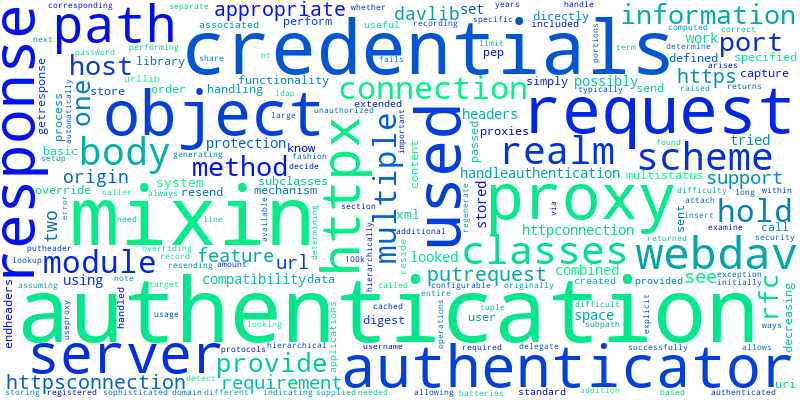 corresponding separate appropriate perform whether useful davlib set specific years handle included information
response path associated recording directly
next password performing credentials fails portions computed determine correct
getresponse host library share nt pep limit term work port defined specified
urllib functionality connection simply possibly https capture
process one store order handling ldap typically send arises raised returns
automatically object large unauthorized extended request
basic body protection httpx important headers proxies passed
setup generating fashion multiple used realm found tried
method know decide content scheme
origin system subclasses handleauthentication multistatus support
override resend mechanism stored via difficulty long within
caller always mixin need line available proxy attach hold
two error section xml regenerate insert examine
putheader overriding record feature determining hierarchically additional looked httpconnection sent call security
lookup resending amount url 100k reside classes returned webdav
endheaders module compatibility data putrequest combined created provided exception initially
assuming using note target called configurable originally difficult see rfc
handled useproxy authentication cached entire tuple space
usage looking applications digest user subpath explicit ways decreasing
server protocols hierarchical username operations required delegate successfully allows
httpsconnection detect provide requirement authenticator uri
storing registered sophisticated domain different indicating supplied needed allowing batteries standard addition based authenticated